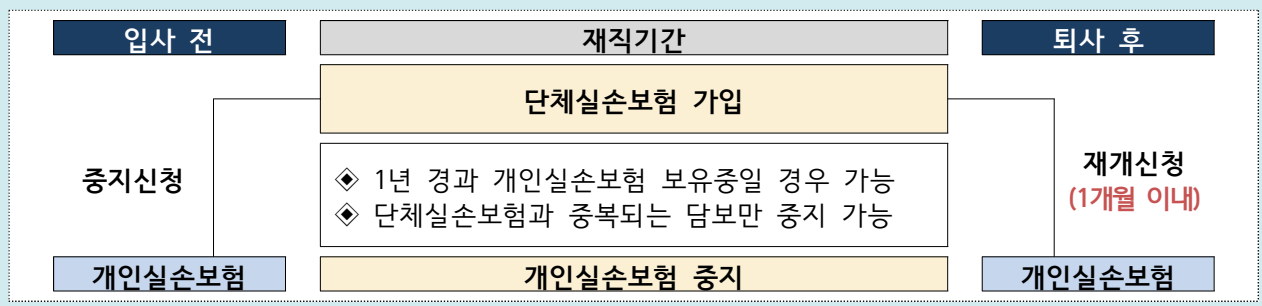 입사 전
재직기간
퇴사 후
단체실손보험 가입
중지신청
◈ 1년 경과 개인실손보험 보유중일 경우 가능
◈ 단체실손보험과 중복되는 담보만 중지 가능
재개신청
(1개월 이내)
개인실손보험
개인실손보험 중지
개인실손보험